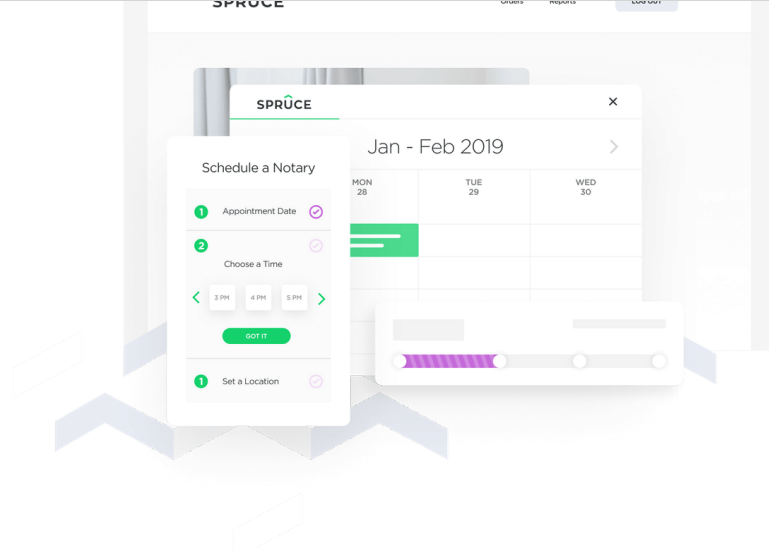 SPRUCE
Orders
Reports
LOG OUT
SPRUCE
Jan - Feb 2019
MON
28
TUE
29
WED
30
Schedule a Notary
1 Appointment Date
2
Choose a Time
3 PM
4 PM
5 PM
GOT IT
1 Set a Location